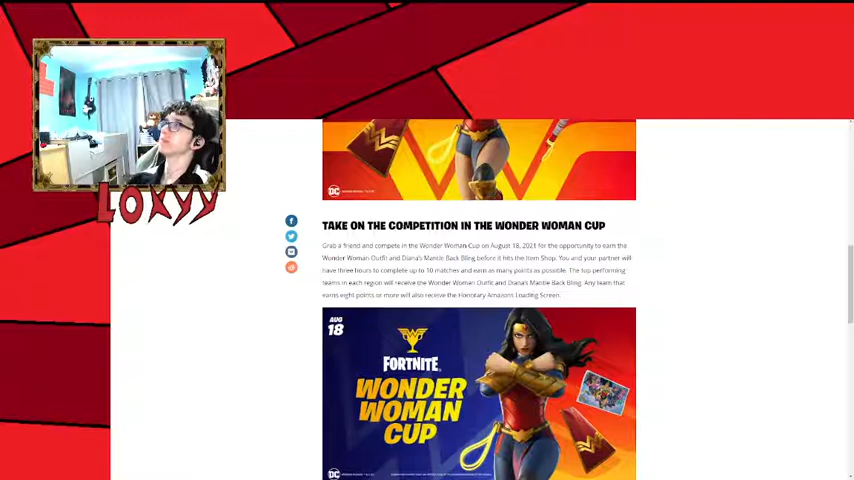 LOXYY
DC
TAKE ON THE COMPETITION IN THE WONDER WOMAN CUP
Grab a friend and compete in the Wonder Woman Cup on August 18, 2021 for the opportunity to earn the
Wonder Woman Outfit and Diana's Mantle Back Bling before it hits the Item Shop. You and your partner will
have three hours to complete up to 10 matches and earn as many points as possible. The top performing
teams in each region will receive the Wonder Woman Outfit and Diana's Mantle Back Bling. Any team that
earns eight points or more will also receive the Honorary Amazons Loading Screen.
AUG
18
FORTNITE
WONDER
WOMAN
CUP
DC